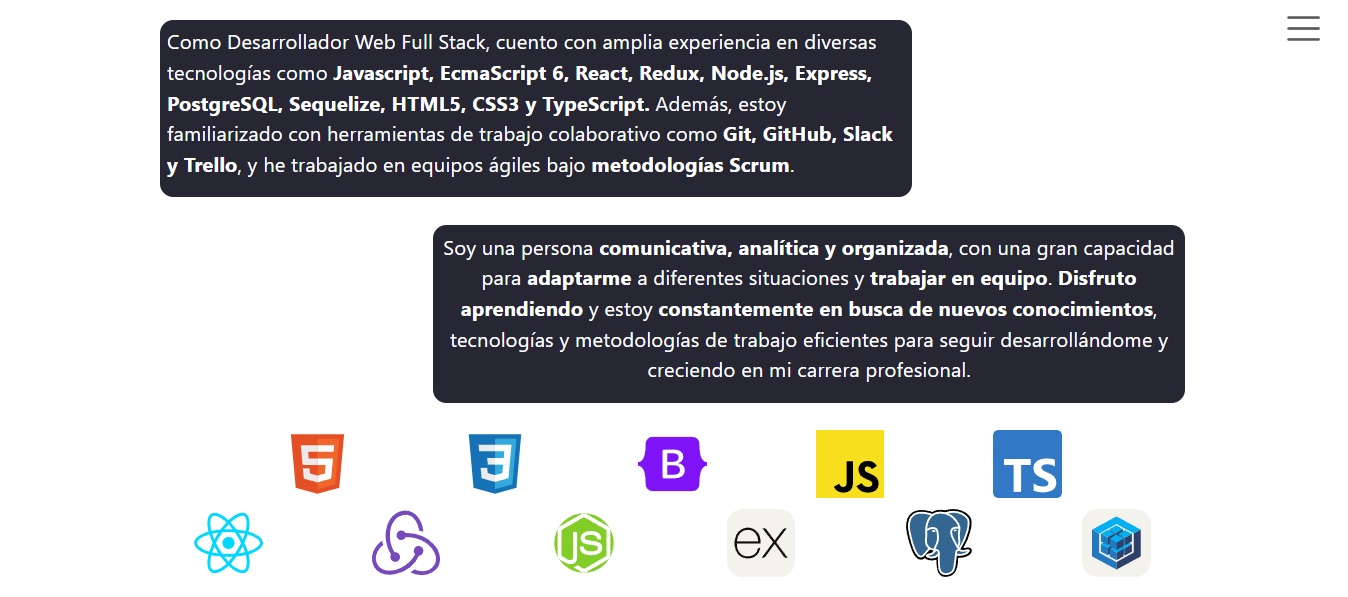 Como Desarrollador Web Full Stack, cuento con amplia experiencia en diversas
tecnologías como Javascript, EcmaScript 6, React, Redux, Node.js, Express,
PostgreSQL, Sequelize, HTML5, CSS3 y TypeScript. Además, estoy
familiarizado con herramientas de trabajo colaborativo como Git, GitHub, Slack
y Trello, y he trabajado en equipos ágiles bajo metodologías Scrum.
Soy una persona comunicativa, analítica y organizada, con una gran capacidad
para adaptarme a diferentes situaciones y trabajar en equipo. Disfruto
aprendiendo y estoy constantemente en busca de nuevos conocimientos,
tecnologías y metodologías de trabajo eficientes para seguir desarrollándome y
creciendo en mi carrera profesional.
5 3 B JS TS
JS ex